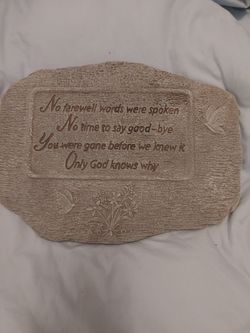 No farewell words were spoken
No time to say good-bye
You were gone before we knew it
Only God knows why